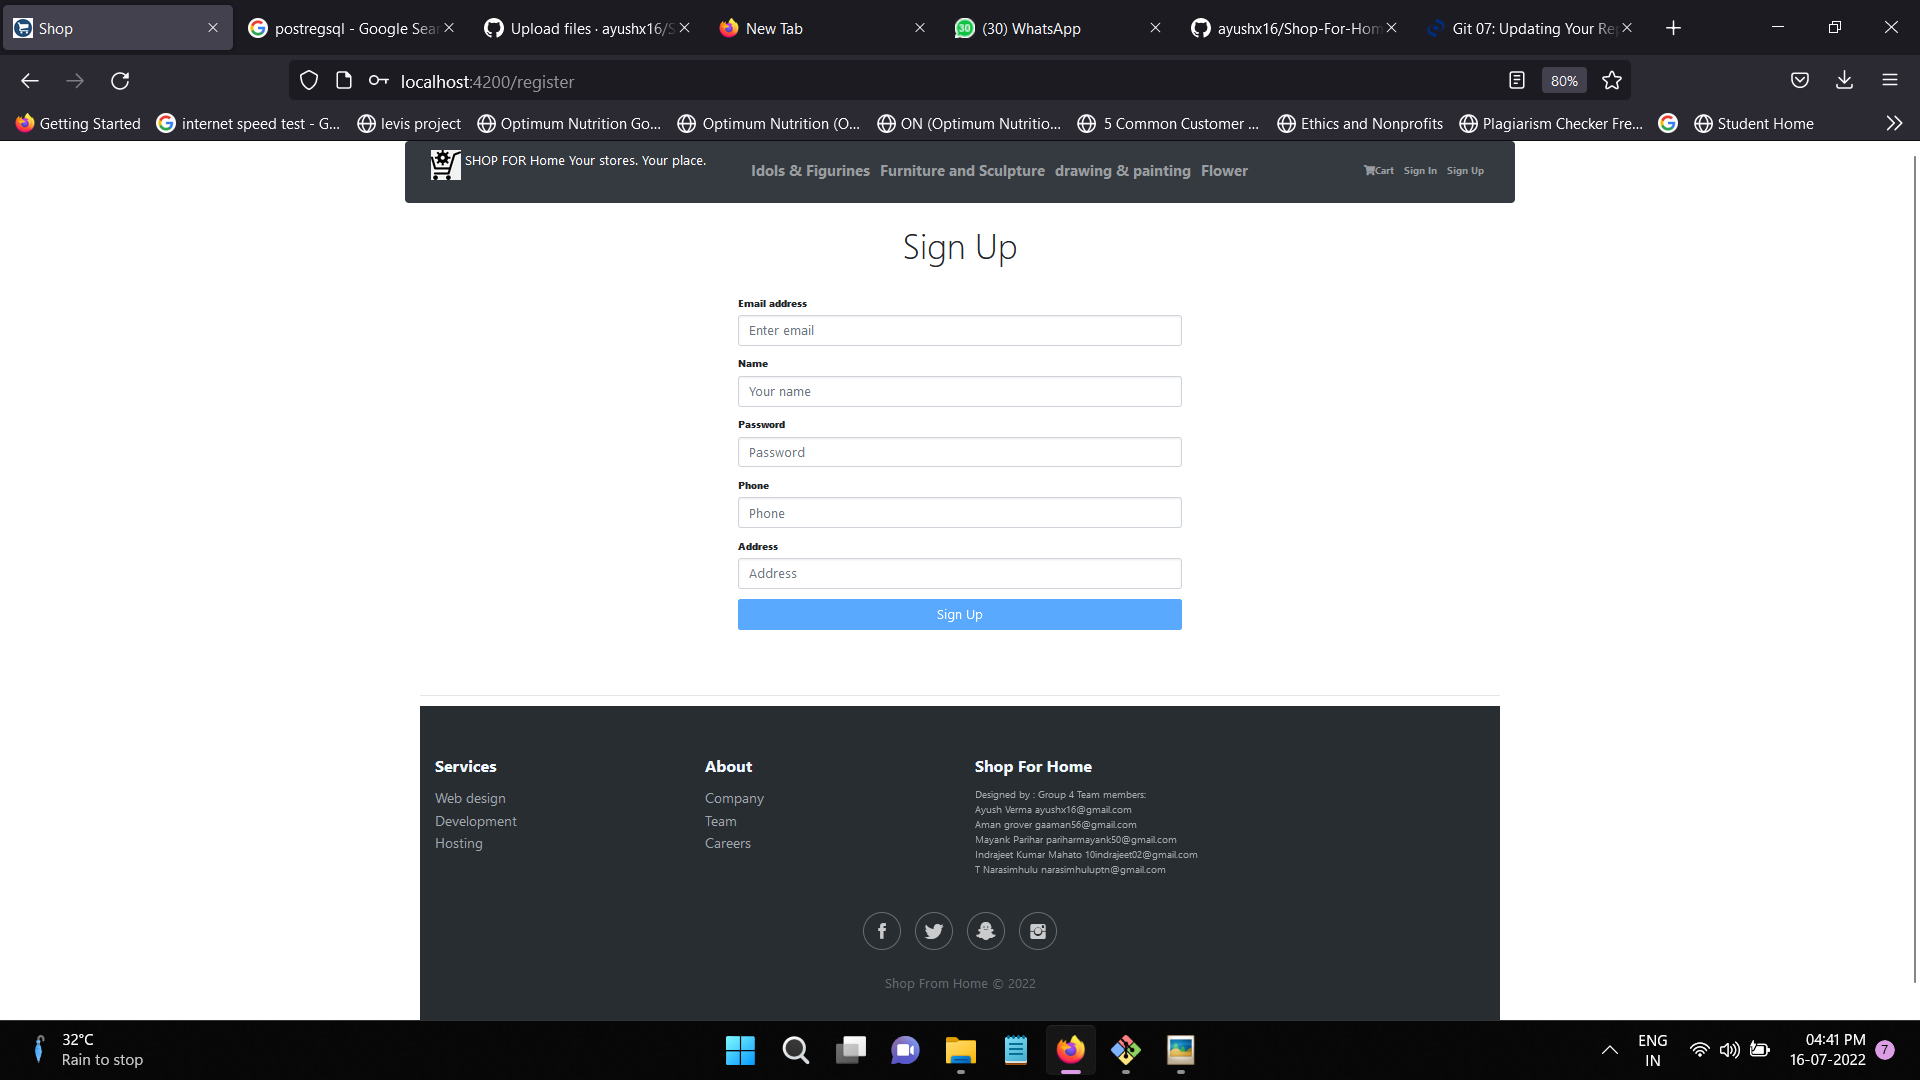 Shop
postregsql - Google Sear
Upload files · ayushx16/S
New Tab
(30) WhatsApp
ayushx16/Shop-For-Hom
Git 07: Updating Your Rep
localhost:4200/register
80%
Getting Started
internet speed test - G...
levis project
Optimum Nutrition Go...
Optimum Nutrition (O...
ON (Optimum Nutritio...
5 Common Customer ...
Ethics and Nonprofits
Plagiarism Checker Fre...
Student Home
SHOP FOR Home Your stores. Your place.
Idols & Figurines
Furniture and Sculpture
drawing & painting
Flower
Cart
Sign In
Sign Up
Sign Up
Email address
Enter email
Name
Your name
Password
Password
Phone
Phone
Address
Address
Sign Up
Services
Web design
Development
Hosting
About
Company
Team
Careers
Shop For Home
Designed by : Group 4 Team members:
Ayush Verma ayushx16@gmail.com
Aman grover gaaman56@gmail.com
Mayank Parihar pariharmayank50@gmail.com
Indrajeet Kumar Mahato 10indrajeet02@gmail.com
T Narasimhulu narasimhuluptn@gmail.com
Shop From Home © 2022
32°C
Rain to stop
ENG
IN
04:41 PM
16-07-2022
7